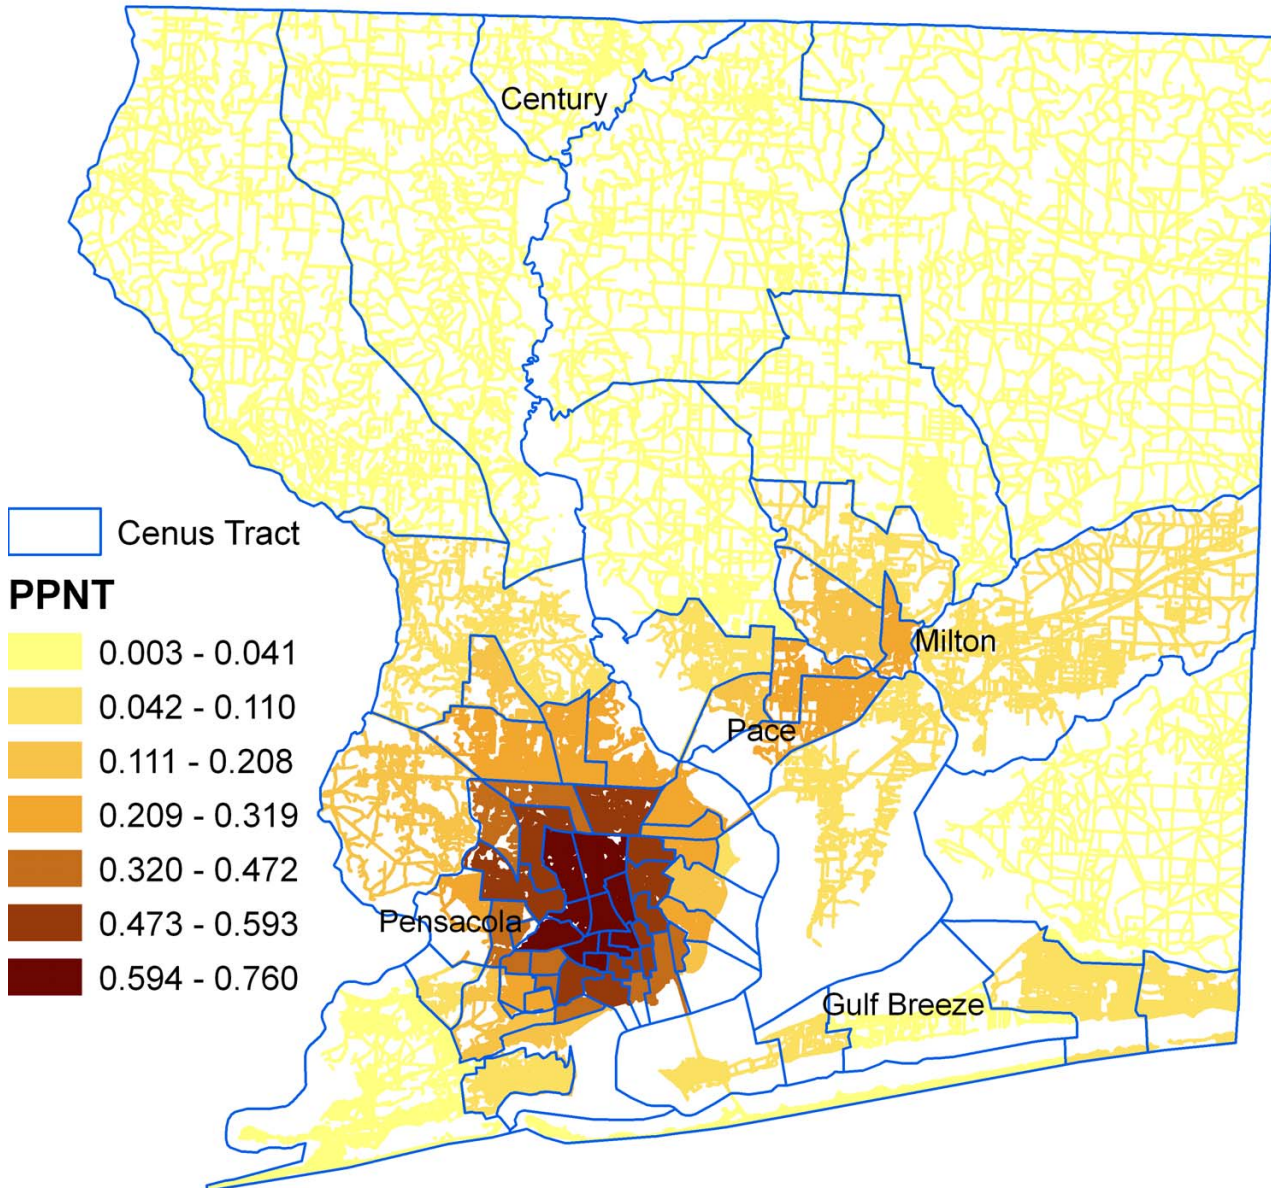 Century
Cenus Tract
PPNT
0.003 - 0.041
0.042 - 0.110
0.111 - 0.208
0.209 - 0.319
0.320 - 0.472
0.473 - 0.593
0.594 - 0.760
Milton
Pace
Pensacola
Gulf Breeze